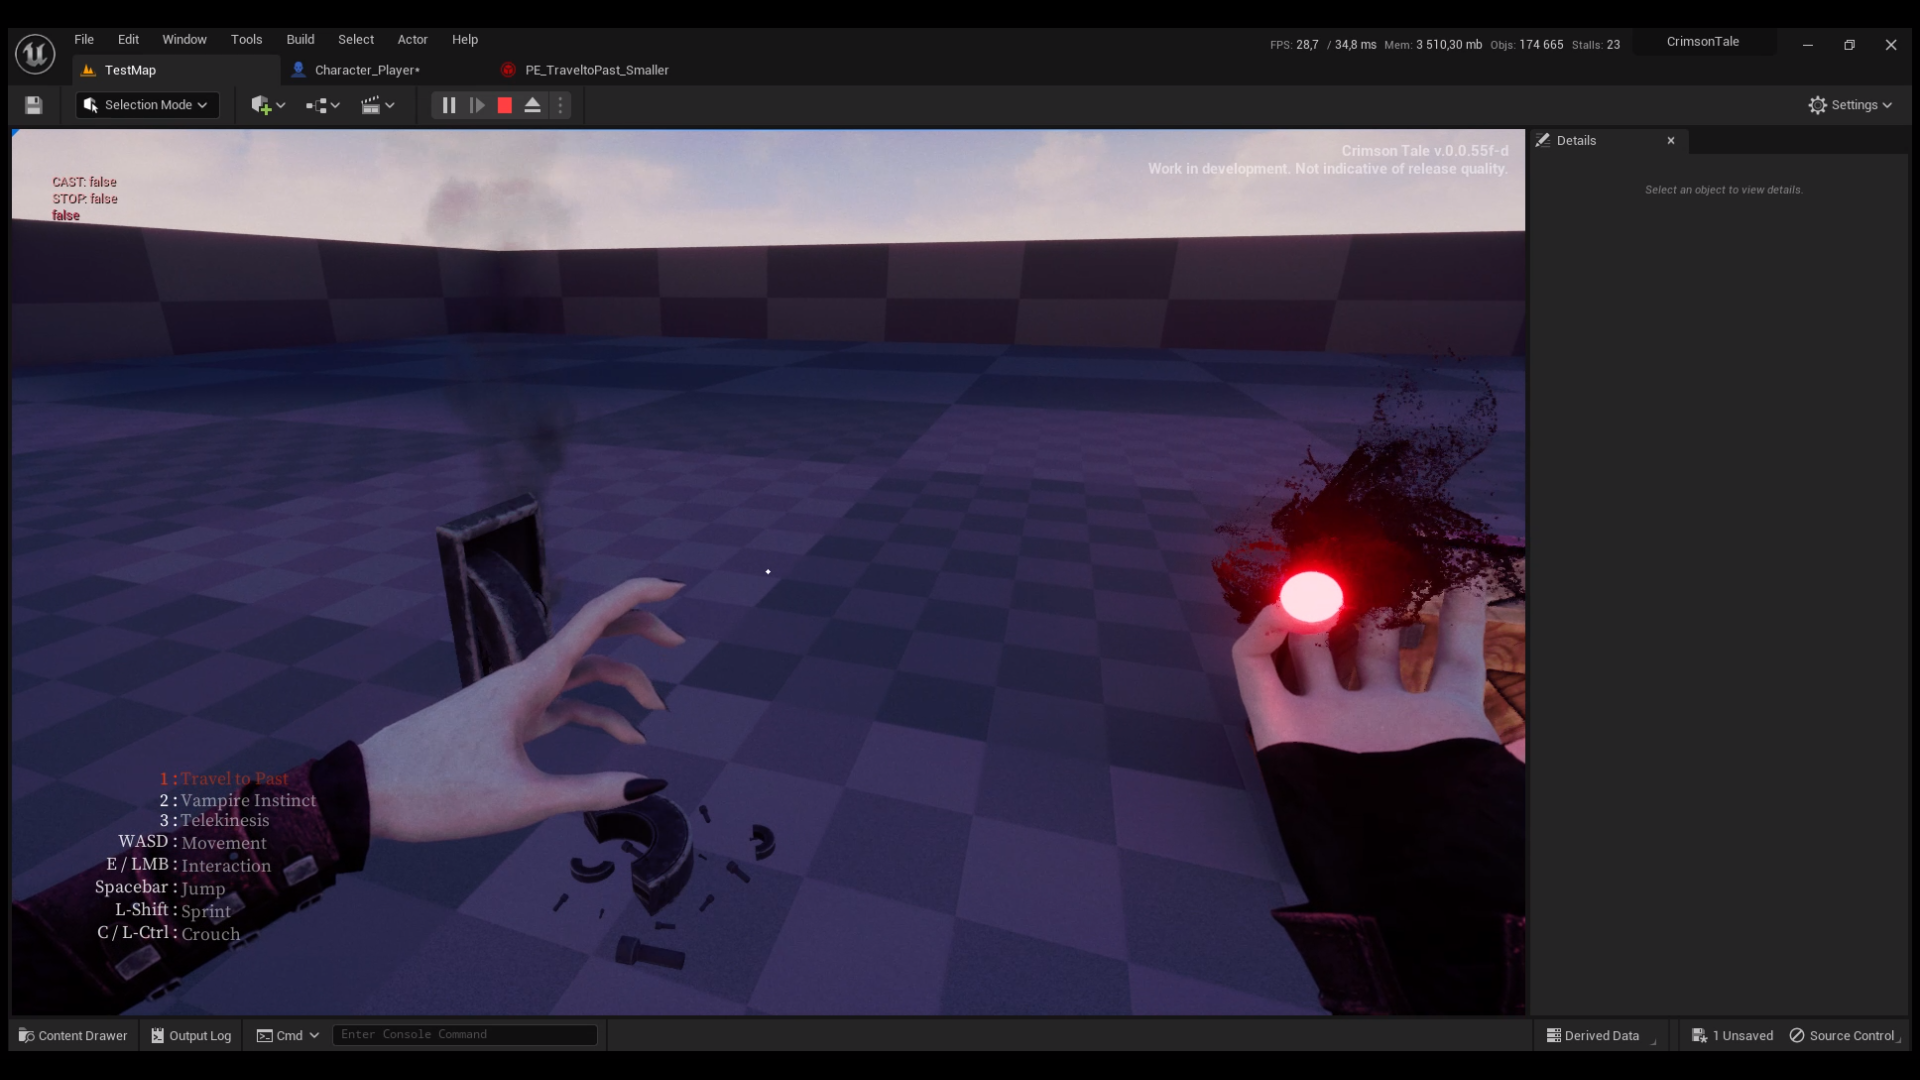 File Edit Window Tools Build Select Actor Help
FPS: 28,7 / 34,8 ms Mem: 3 510,30 mb Objs: 174 665 Stalls: 23
CrimsonTale
TestMap
Character_Player*
PE_TraveltoPast_Smaller
Selection Mode
Settings
Details
Select an object to view details.
Crimson Tale v.0.0.55f-d
Work in development. Not indicative of release quality.
CAST: false
STOP: false
false
1 : Travel to Past
2 : Vampire Instinct
3 : Telekinesis
WASD : Movement
E / LMB : Interaction
Spacebar : Jump
L-Shift : Sprint
C / L-Ctrl : Crouch
Content Drawer
Output Log
Cmd
Enter Console Command
Derived Data
1 Unsaved
Source Control